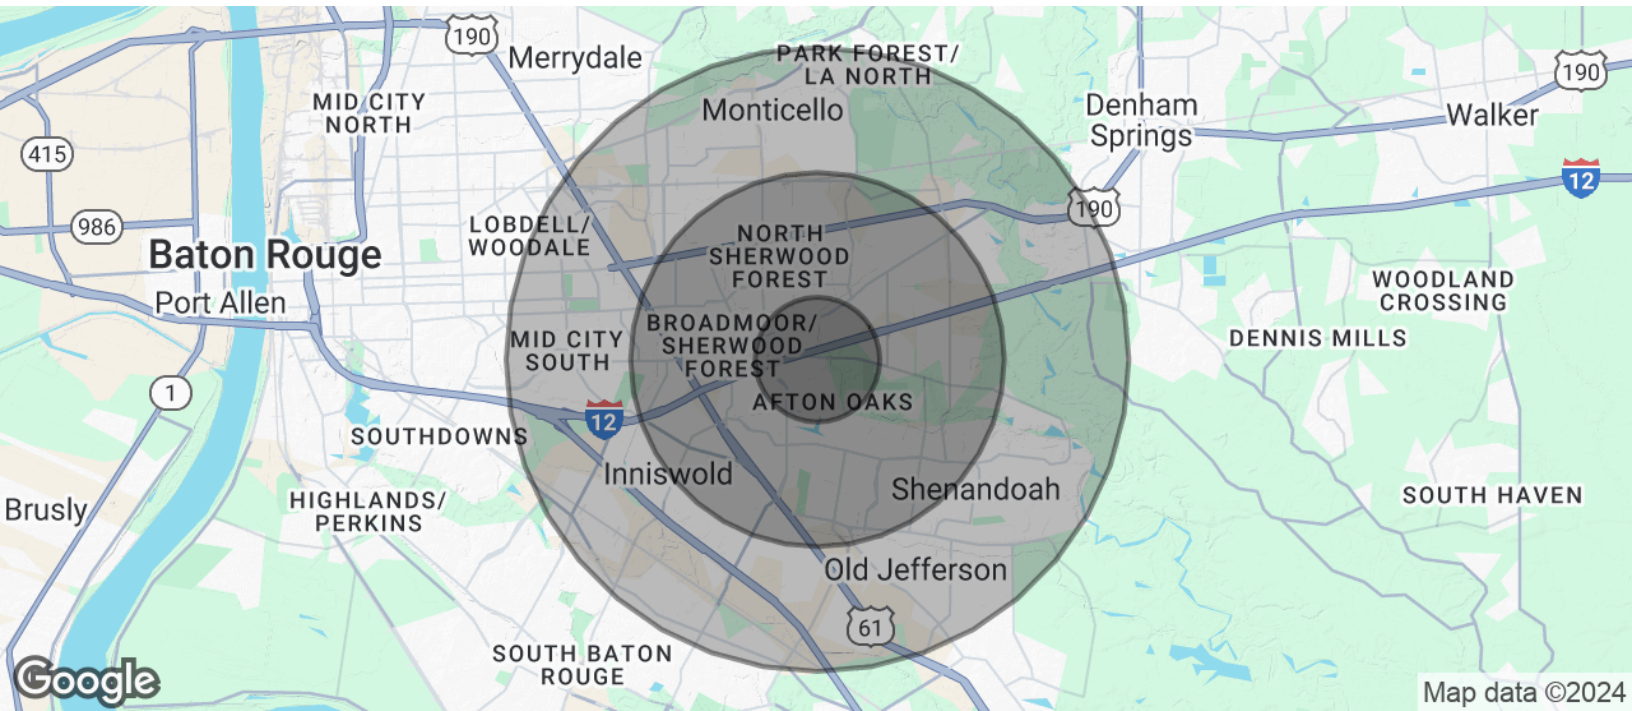 190
Merrydale
PARK FOREST/
LA NORTH
190
MID CITY
NORTH
Monticello
Denham
Springs
Walker
415
12
190
986
LOBDELL/
WOODALE
NORTH
SHERWOOD
FOREST
Baton Rouge
Port Allen
WOODLAND
CROSSING
BROADMOOR/
SHERWOOD
FOREST
MID CITY
SOUTH
DENNIS MILLS
1
AFTON OAKS
12
SOUTHDOWNS
Inniswold
Shenandoah
SOUTH HAVEN
HIGHLANDS/
PERKINS
Brusly
Old Jefferson
61
SOUTH BATON
ROUGE
Google
Map data ©2024